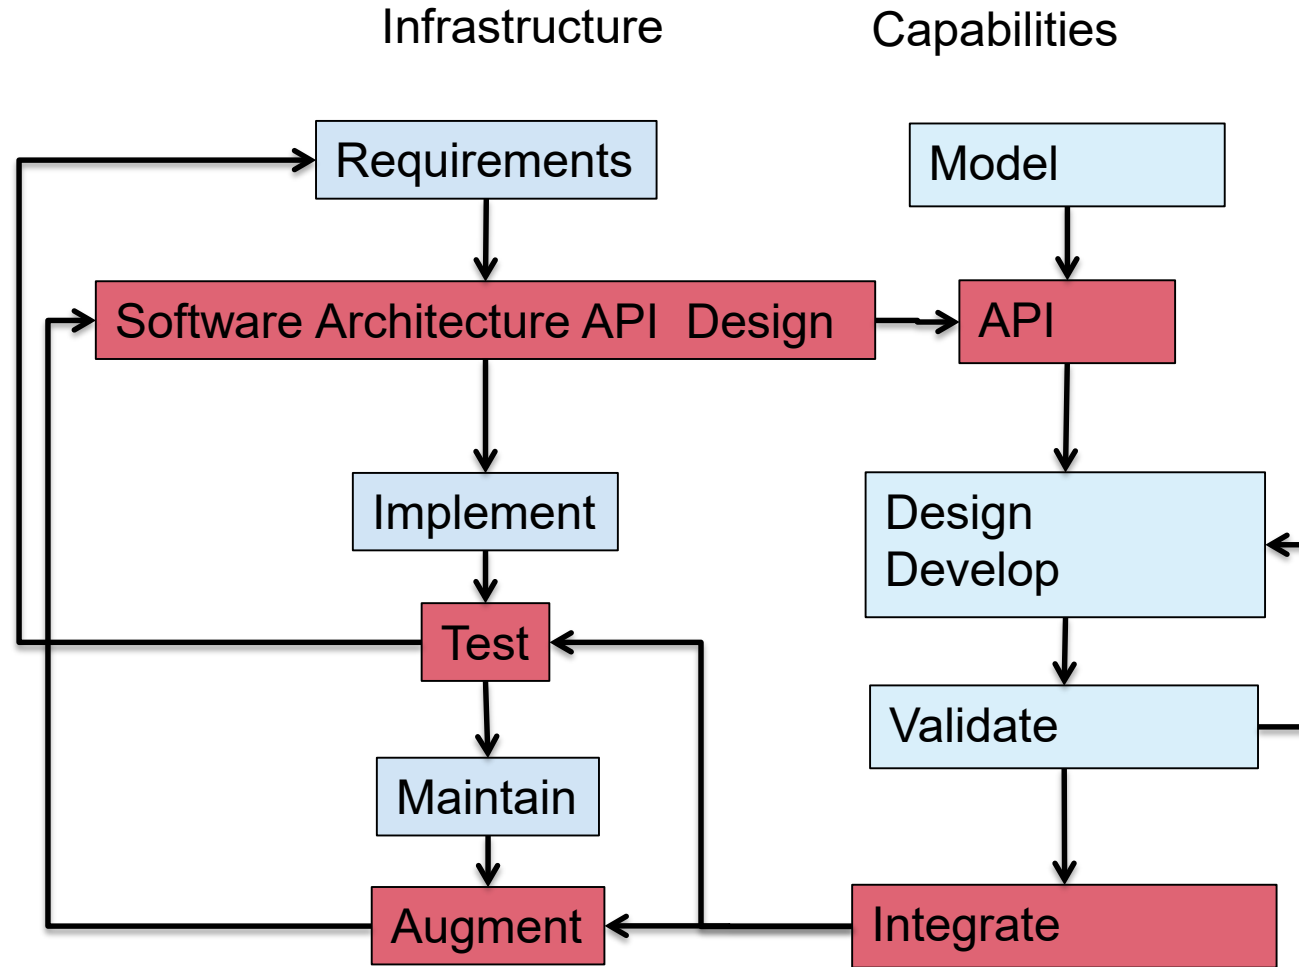 Infrastructure
Capabilities
Requirements
Model
Software Architecture API  Design
API
Implement
Design
Develop
Test
Validate
Maintain
Augment
Integrate